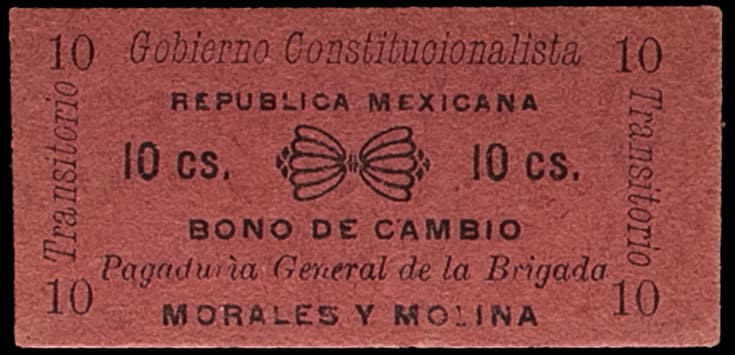 10 Gobierno Constitucionalista 10
REPUBLICA MEXICANA
10 cs. 10 cs.
BONO DE CAMBIO
Pagaduria General de la Brigada
10 MORALES Y MOLINA 10
Transitorio
Transitorio